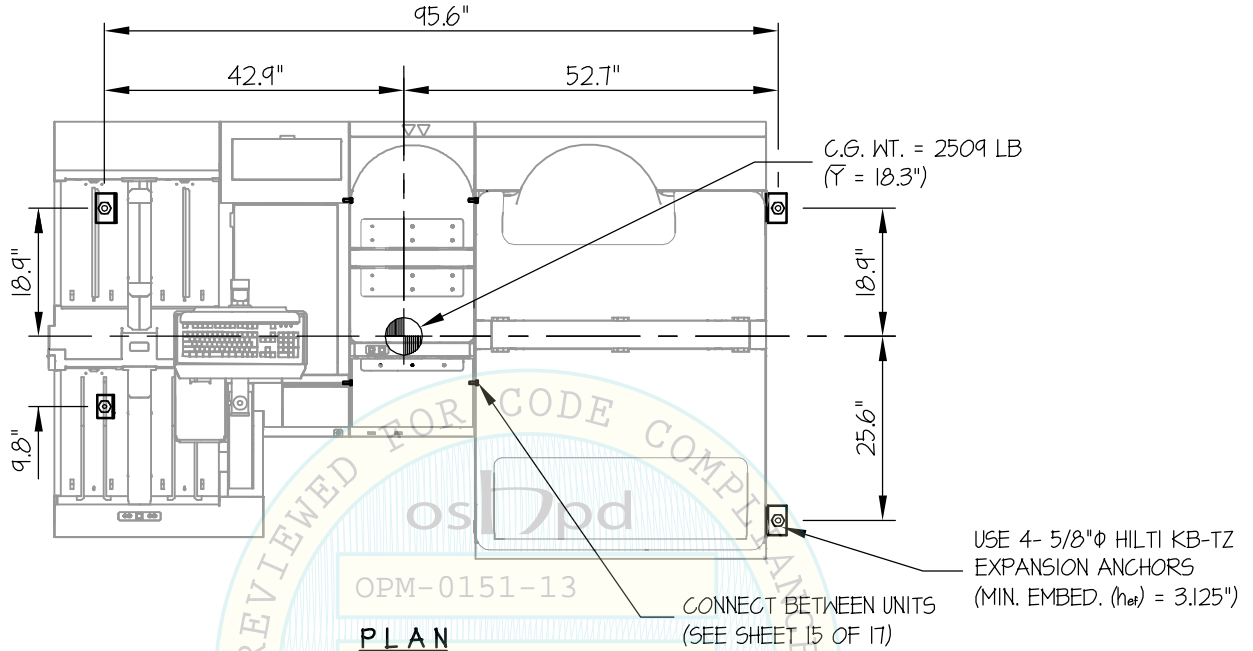 95.6"
42.9"
52.7"
C.G. WT. = 2509 LB
(Y̅ = 18.3")
18.9"
18.9"
9.8"
25.6"
REVIEWED FOR CODE COMPLIANCE
oshpd
OPM-0151-13
USE 4- 5/8"Φ HILTI KB-TZ
EXPANSION ANCHORS
(MIN. EMBED. (hef) = 3.125")
CONNECT BETWEEN UNITS
(SEE SHEET 15 OF 17)
PLAN